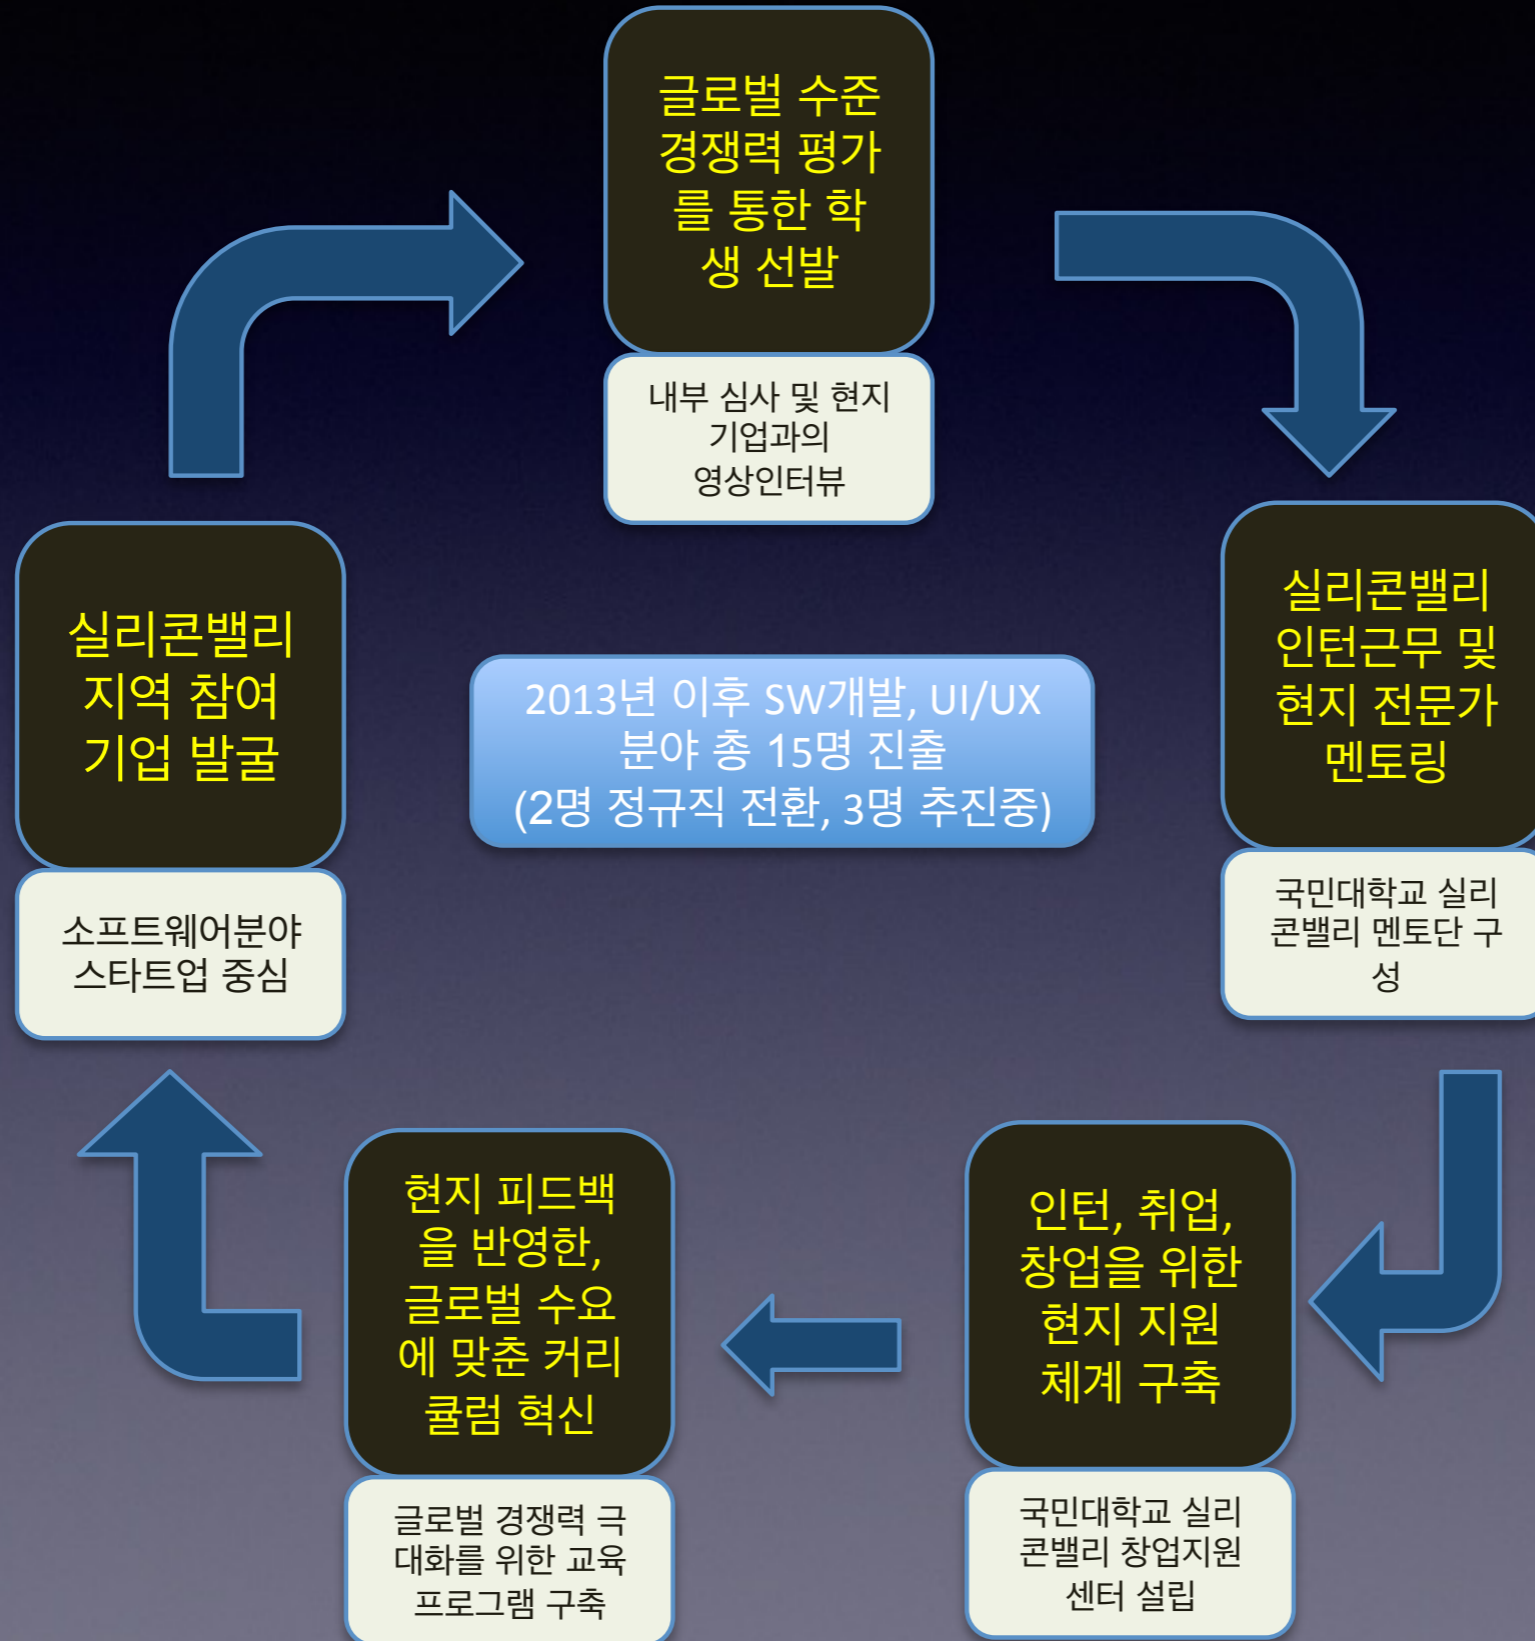 글로벌 수준
경쟁력 평가
를 통한 학
생 선발
내부 심사 및 현지
기업과의
영상인터뷰
실리콘밸리
인턴근무 및
현지 전문가
멘토링
국민대학교 실리
콘밸리 멘토단 구
성
인턴, 취업,
창업을 위한
현지 지원
체계 구축
국민대학교 실리
콘밸리 창업지원
센터 설립
현지 피드백
을 반영한,
글로벌 수요
에 맞춘 커리
큘럼 혁신
글로벌 경쟁력 극
대화를 위한 교육
프로그램 구축
실리콘밸리
지역 참여
기업 발굴
소프트웨어분야
스타트업 중심
2013년 이후 SW개발, UI/UX
분야 총 15명 진출
(2명 정규직 전환, 3명 추진중)